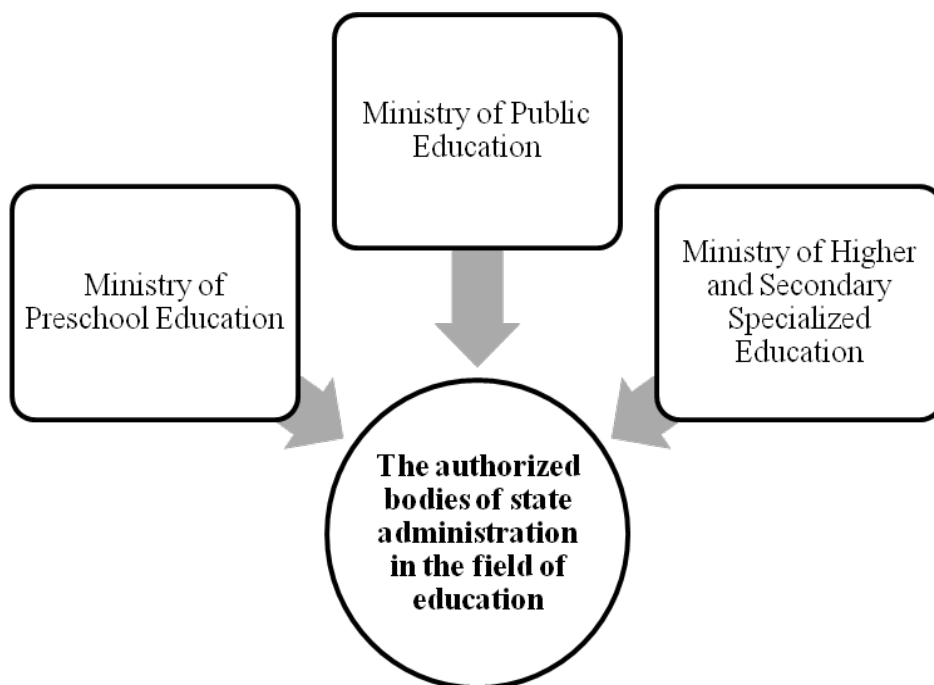 Ministry of Public
Education
Ministry of
Preschool Education
Ministry of Higher
and Secondary
Specialized
Education
The authorized
bodies of state
administration
in the field of
education